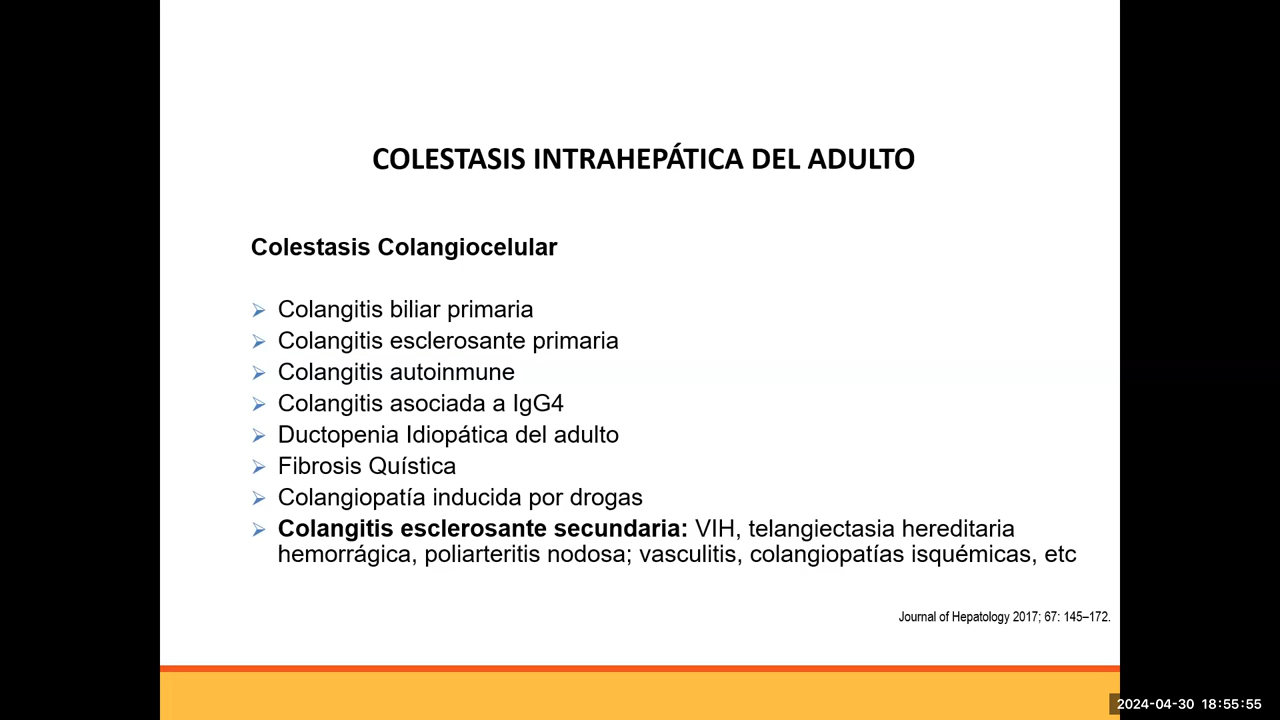 COLESTASIS INTRAHEPÁTICA DEL ADULTO
Colestasis Colangiocelular
Colangitis biliar primaria
Colangitis esclerosante primaria
Colangitis autoinmune
Colangitis asociada a IgG4
Ductopenia Idiopática del adulto
Fibrosis Quística
Colangiopatía inducida por drogas
Colangitis esclerosante secundaria: VIH, telangiectasia hereditaria
hemorrágica, poliarteritis nodosa; vasculitis, colangiopatías isquémicas, etc
Journal of Hepatology 2017; 67: 145–172.
2024-04-30 18:55:55